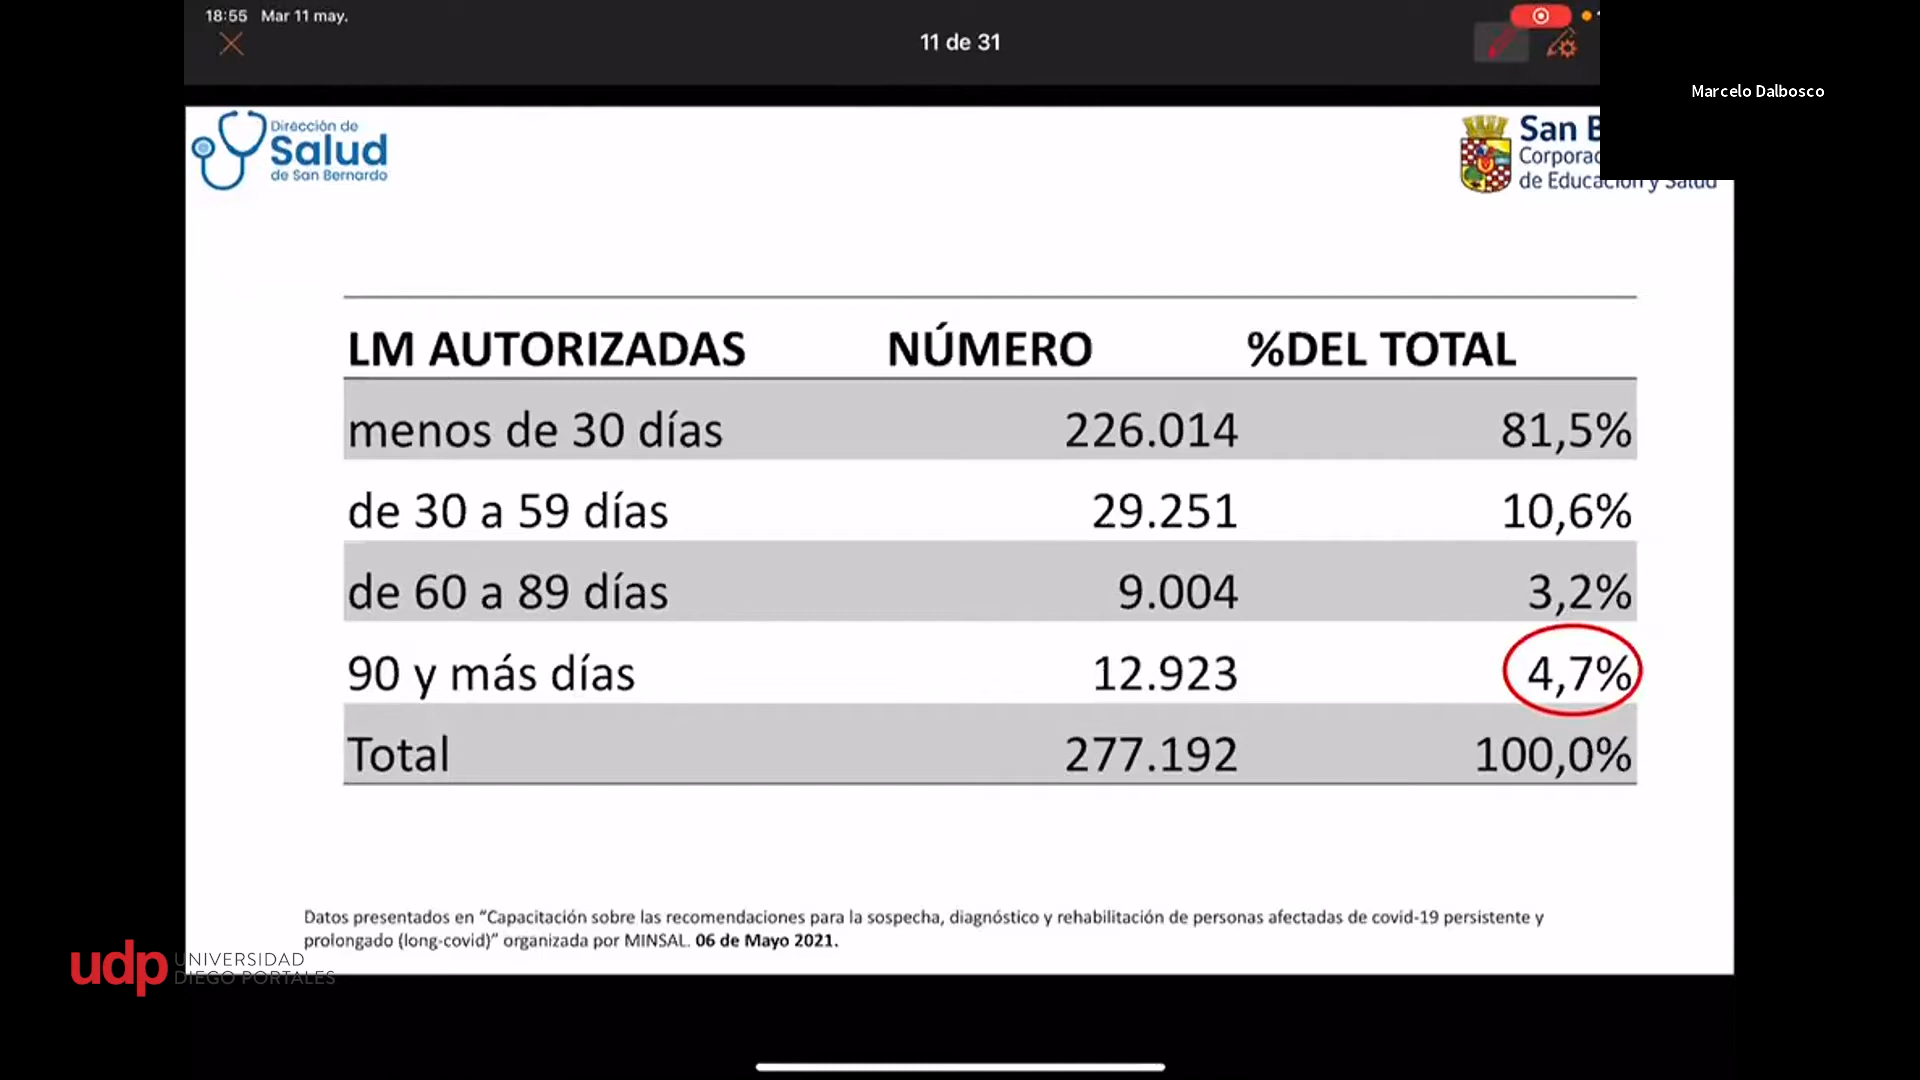 18:55 Mar 11 may.
11 de 31
Marcelo Dalbosco
Dirección de
Salud
de San Bernardo
San B
Corporac
de Educación y Salud
LM AUTORIZADAS NÚMERO %DEL TOTAL
menos de 30 días 226.014 81,5%
de 30 a 59 días 29.251 10,6%
de 60 a 89 días 9.004 3,2%
90 y más días 12.923 4,7%
Total 277.192 100,0%
Datos presentados en “Capacitación sobre las recomendaciones para la sospecha, diagnóstico y rehabilitación de personas afectadas de covid-19 persistente y
prolongado (long-covid)” organizada por MINSAL. 06 de Mayo 2021.
udp UNIVERSIDAD
DIEGO PORTALES